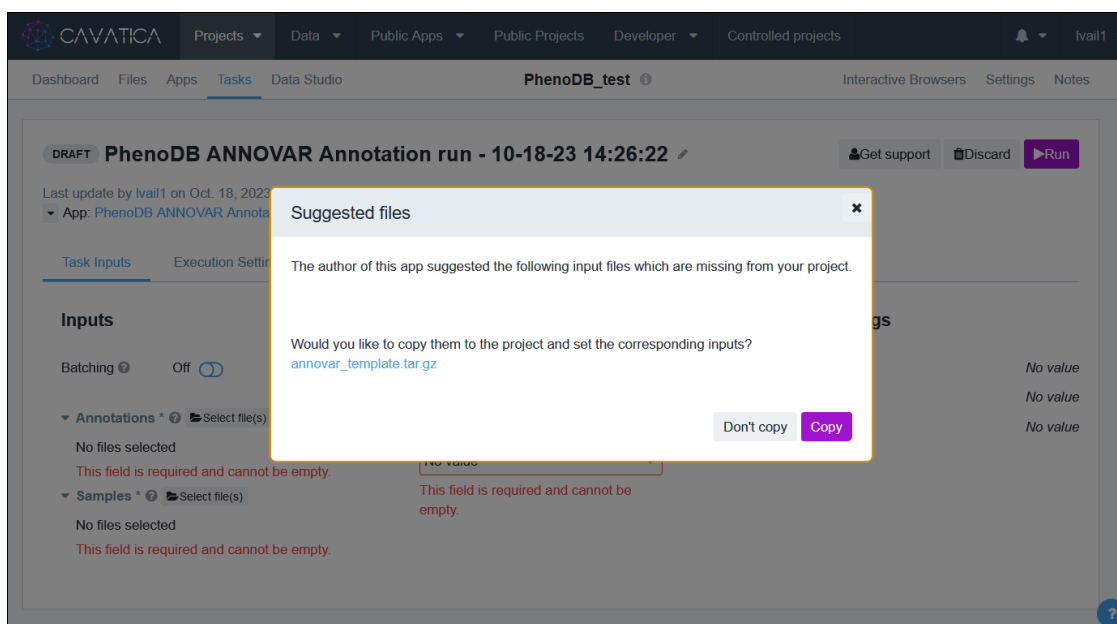 CAVATICA Projects Data Public Apps Public Projects Developer Controlled projects lvail1
Dashboard Files Apps Tasks Data Studio PhenoDB_test Interactive Browsers Settings Notes
DRAFT PhenoDB ANNOVAR Annotation run - 10-18-23 14:26:22 Get support Discard Run
Last update by lvail1 on Oct. 18, 2023
App: PhenoDB ANNOVAR Annota
Suggested files
Task Inputs Execution Settin
The author of this app suggested the following input files which are missing from your project.
Inputs
gs
Would you like to copy them to the project and set the corresponding inputs?
annovar_template.tar.gz
Batching Off
No value
No value
No value
Annotations * Select file(s)
Don't copy Copy
No files selected
This field is required and cannot be empty.
No value
Samples * Select file(s)
This field is required and cannot be
empty.
No files selected
This field is required and cannot be empty.